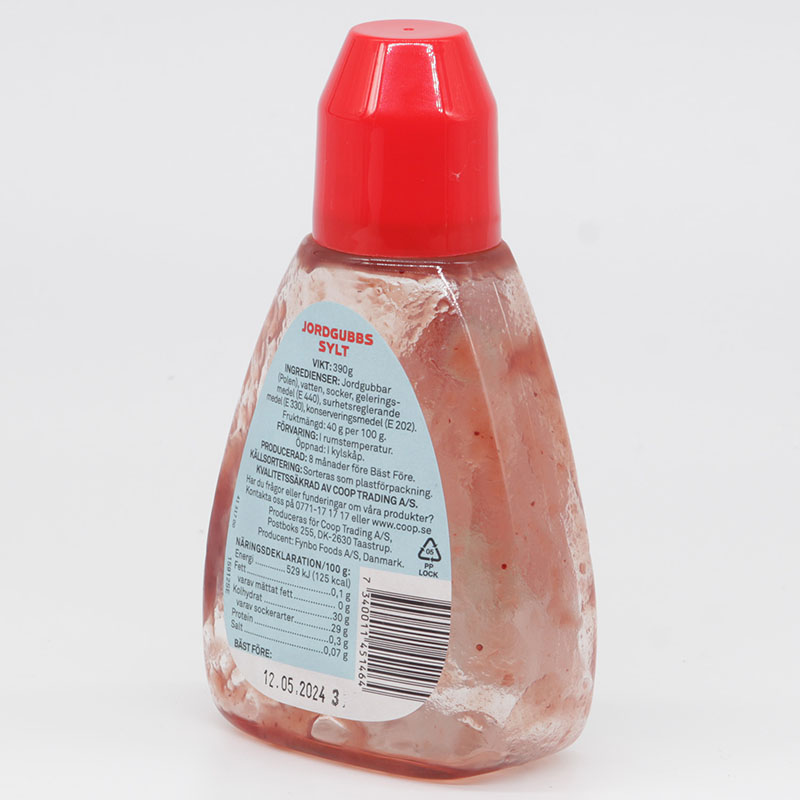 JORDGUBBS
SYLT
VIKT: 390g
INGREDIENSER: Jordgubbar
(Polen), vatten, socker, gelerings-
medel (E 440), surhetsreglerande
medel (E 330), konserveringsmedel (E 202).
Fruktmängd: 40 g per 100 g.
FÖRVARING: I rumstemperatur.
Öppnad: I kylskåp.
PRODUCERAD: 8 månader före Bäst Före.
KÄLLSORTERING: Sorteras som plastförpackning.
KVALITETSSÄKRAD AV COOP TRADING A/S.
Har du frågor eller funderingar om våra produkter?
Kontakta oss på 0771-17 17 17 eller www.coop.se
Produceras för Coop Trading A/S,
Postboks 255, DK-2630 Taastrup.
Producent: Fynbo Foods A/S, Danmark.
05
PP
LOCK
NÄRINGSDEKLARATION/100 g:
Energi 529 kJ (125 kcal)
Fett 0,1 g
varav mättat fett 0 g
Kolhydrat 30 g
varav sockerarter 29 g
Protein 0,3 g
Salt 0,07 g
BÄST FÖRE:
12.05.2024 3
7 340011 451464